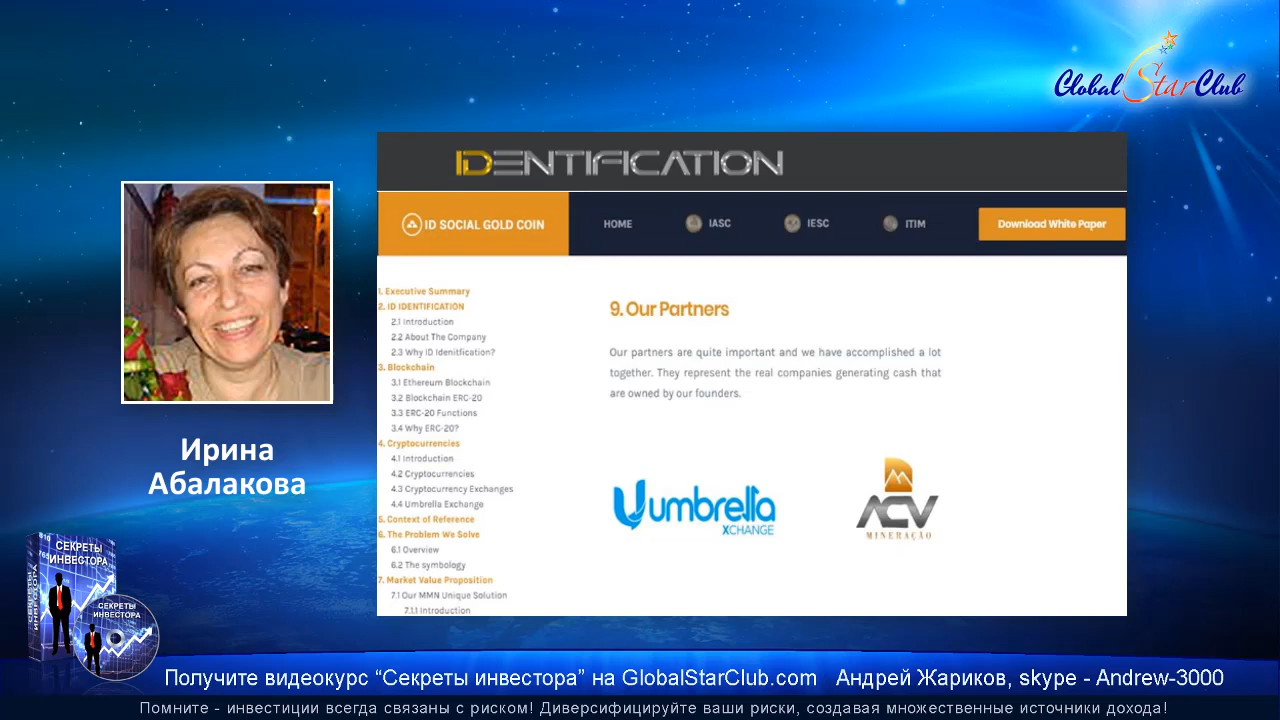 Global Star Club
IDENTIFICATION
ID SOCIAL GOLD COIN
HOME
IASC
IESC
ITIM
Download White Paper
1. Executive Summary
2. ID IDENTIFICATION
2.1 Introduction
2.2 About The Company
2.3 Why ID Idenitfication?
3. Blockchain
3.1 Ethereum Blockchain
3.2 Blockchain ERC-20
3.3 ERC-20 Functions
3.4 Why ERC-20?
4. Cryptocurrencies
4.1 Introduction
4.2 Cryptocurrencies
4.3 Cryptocurrency Exchanges
4.4 Umbrella Exchange
5. Context of Reference
6. The Problem We Solve
6.1 Overview
6.2 The symbology
7. Market Value Proposition
7.1 Our MMN Unique Solution
7.1.1 Introduction
9. Our Partners
Our partners are quite important and we have accomplished a lot
together. They represent the real companies generating cash that
are owned by our founders.
umbrella
XCHANGE
ACV
MINERAÇÃO
Ирина
Абалакова
СЕКРЕТЫ
ИНВЕСТОРА
СЕКРЕТЫ
ИНВЕСТОРА
Получите видеокурс “Секреты инвестора” на GlobalStarClub.com Андрей Жариков, skype - Andrew-3000
Помните - инвестиции всегда связаны с риском! Диверсифицируйте ваши риски, создавая множественные источники дохода!